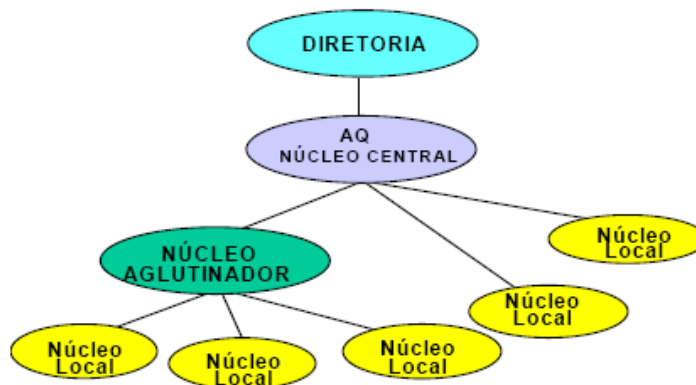 DIRETORIA
AQ
NÚCLEO CENTRAL
Núcleo
Local
NÚCLEO
AGLUTINADOR
Núcleo
Local
Núcleo
Local
Núcleo
Local
Núcleo
Local